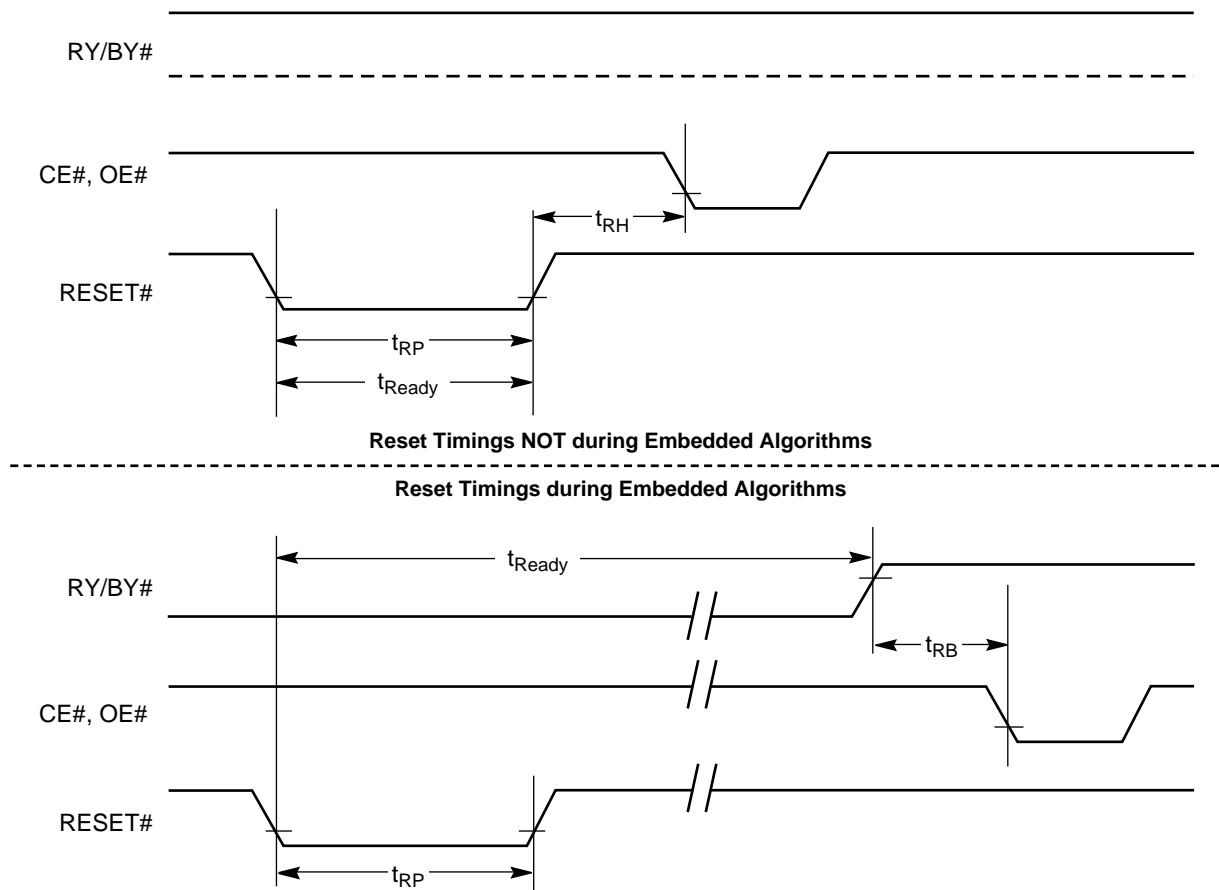 RY/BY#
CE#, OE#
tRH
RESET#
tRP
tReady
Reset Timings NOT during Embedded Algorithms
Reset Timings during Embedded Algorithms
tReady
RY/BY#
tRB
CE#, OE#
RESET#
tRP